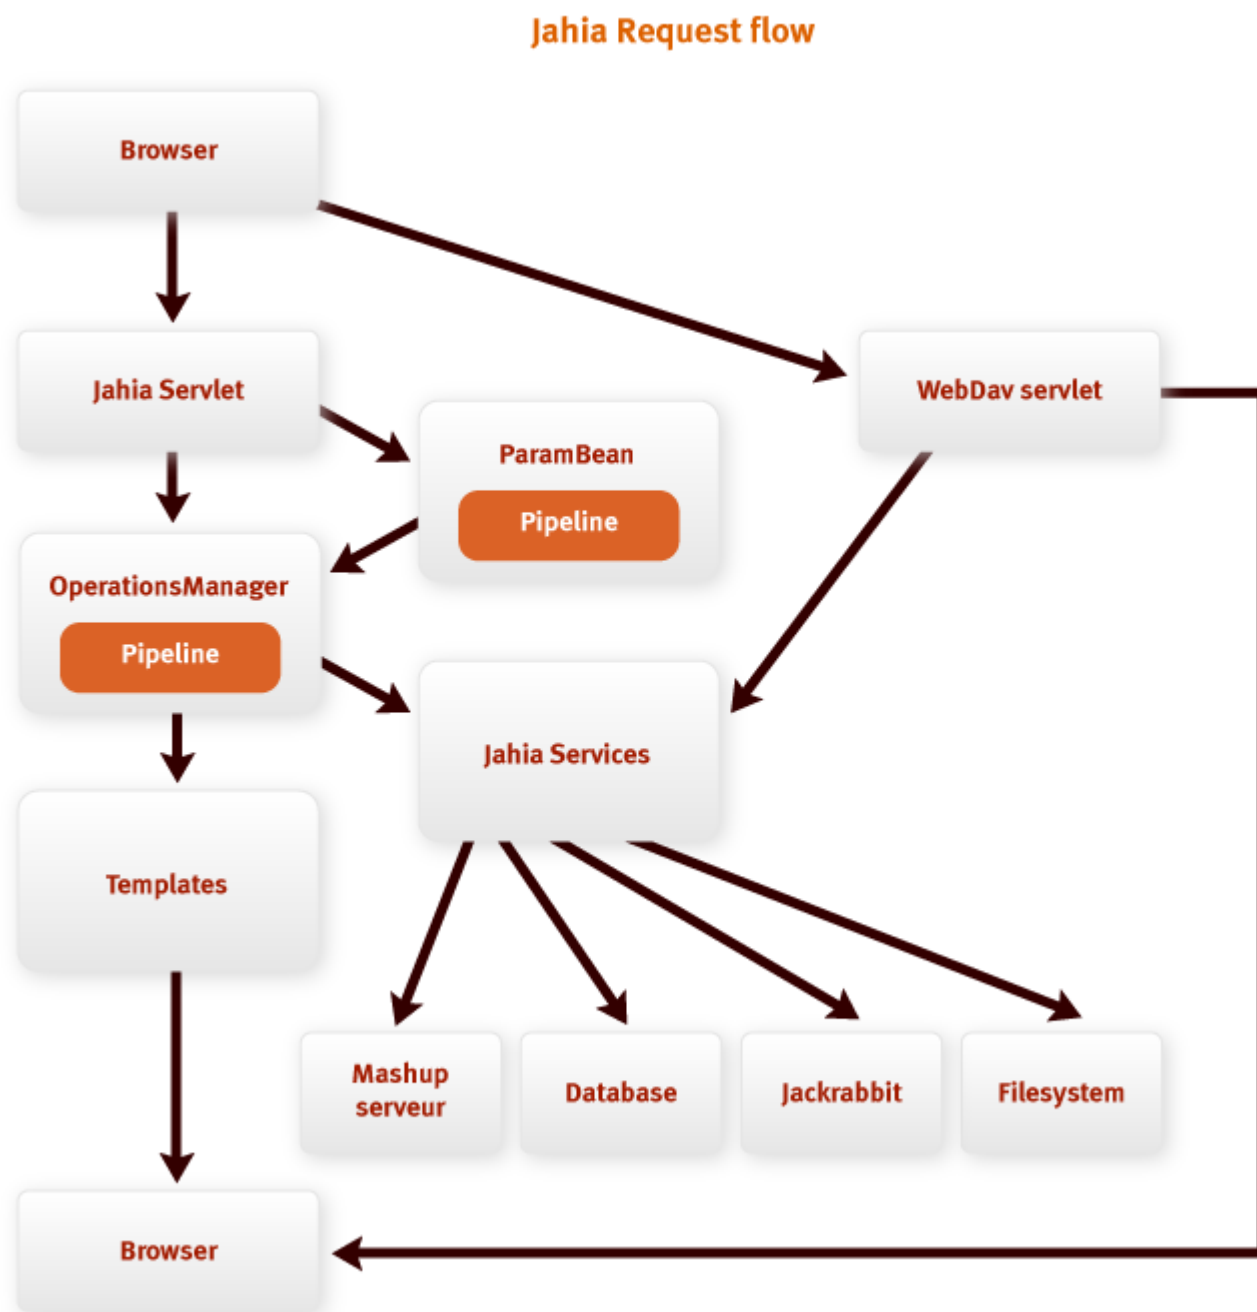 Jahia Request flow
Browser
Jahia Servlet
WebDav servlet
ParamBean
Pipeline
OperationsManager
Pipeline
Jahia Services
Templates
Mashup
serveur
Database
Jackrabbit
Filesystem
Browser